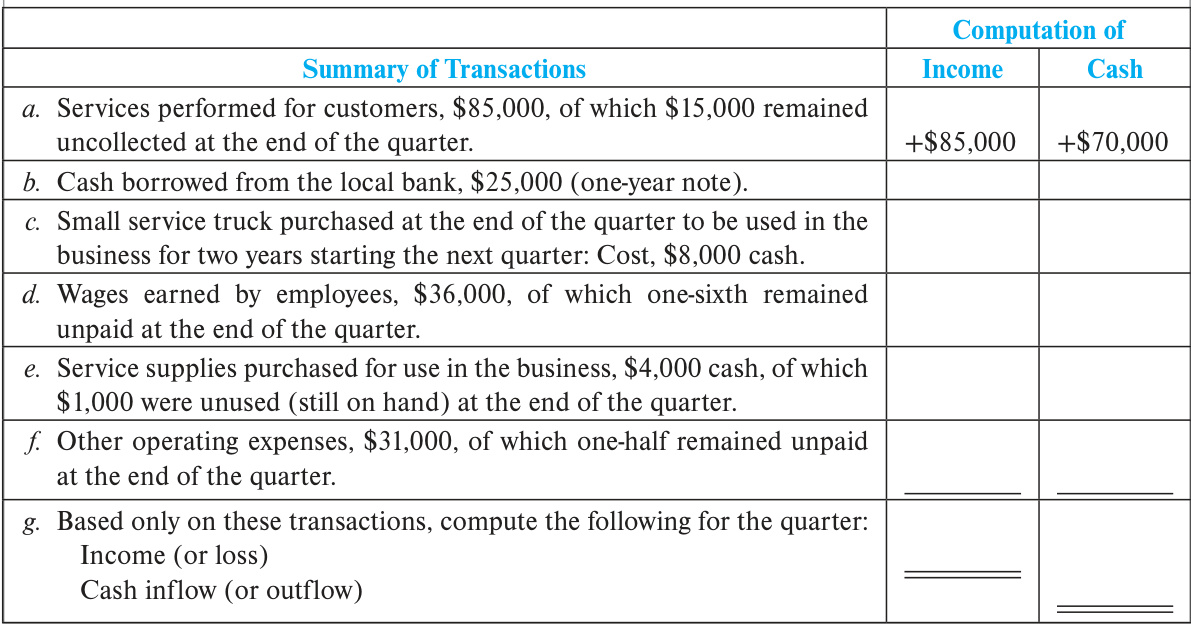 Computation of
Summary of Transactions Income Cash
a. Services performed for customers, $85,000, of which $15,000 remained
uncollected at the end of the quarter. +$85,000 +$70,000
b. Cash borrowed from the local bank, $25,000 (one-year note).
c. Small service truck purchased at the end of the quarter to be used in the
business for two years starting the next quarter: Cost, $8,000 cash.
d. Wages earned by employees, $36,000, of which one-sixth remained
unpaid at the end of the quarter.
e. Service supplies purchased for use in the business, $4,000 cash, of which
$1,000 were unused (still on hand) at the end of the quarter.
f. Other operating expenses, $31,000, of which one-half remained unpaid
at the end of the quarter.
g. Based only on these transactions, compute the following for the quarter:
Income (or loss)
Cash inflow (or outflow)